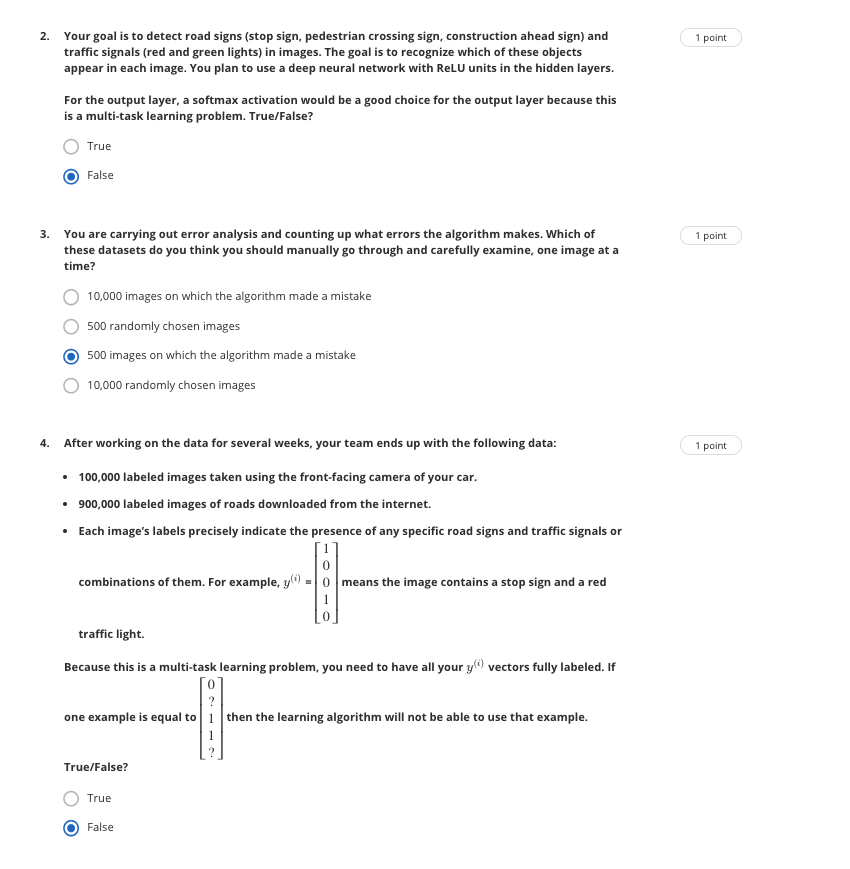 2. Your goal is to detect road signs (stop sign, pedestrian crossing sign, construction ahead sign) and 1 point
traffic signals (red and green lights) in images. The goal is to recognize which of these objects
appear in each image. You plan to use a deep neural network with ReLU units in the hidden layers.
For the output layer, a softmax activation would be a good choice for the output layer because this
is a multi-task learning problem. True/False?
True
False
3. You are carrying out error analysis and counting up what errors the algorithm makes. Which of 1 point
these datasets do you think you should manually go through and carefully examine, one image at a
time?
10,000 images on which the algorithm made a mistake
500 randomly chosen images
500 images on which the algorithm made a mistake
10,000 randomly chosen images
4. After working on the data for several weeks, your team ends up with the following data: 1 point
• 100,000 labeled images taken using the front-facing camera of your car.
• 900,000 labeled images of roads downloaded from the internet.
• Each image's labels precisely indicate the presence of any specific road signs and traffic signals or
1
0
combinations of them. For example, y(i) = 0 means the image contains a stop sign and a red
1
0
traffic light.
Because this is a multi-task learning problem, you need to have all your y(i) vectors fully labeled. If
0
?
one example is equal to 1 then the learning algorithm will not be able to use that example.
1
?
True/False?
True
False